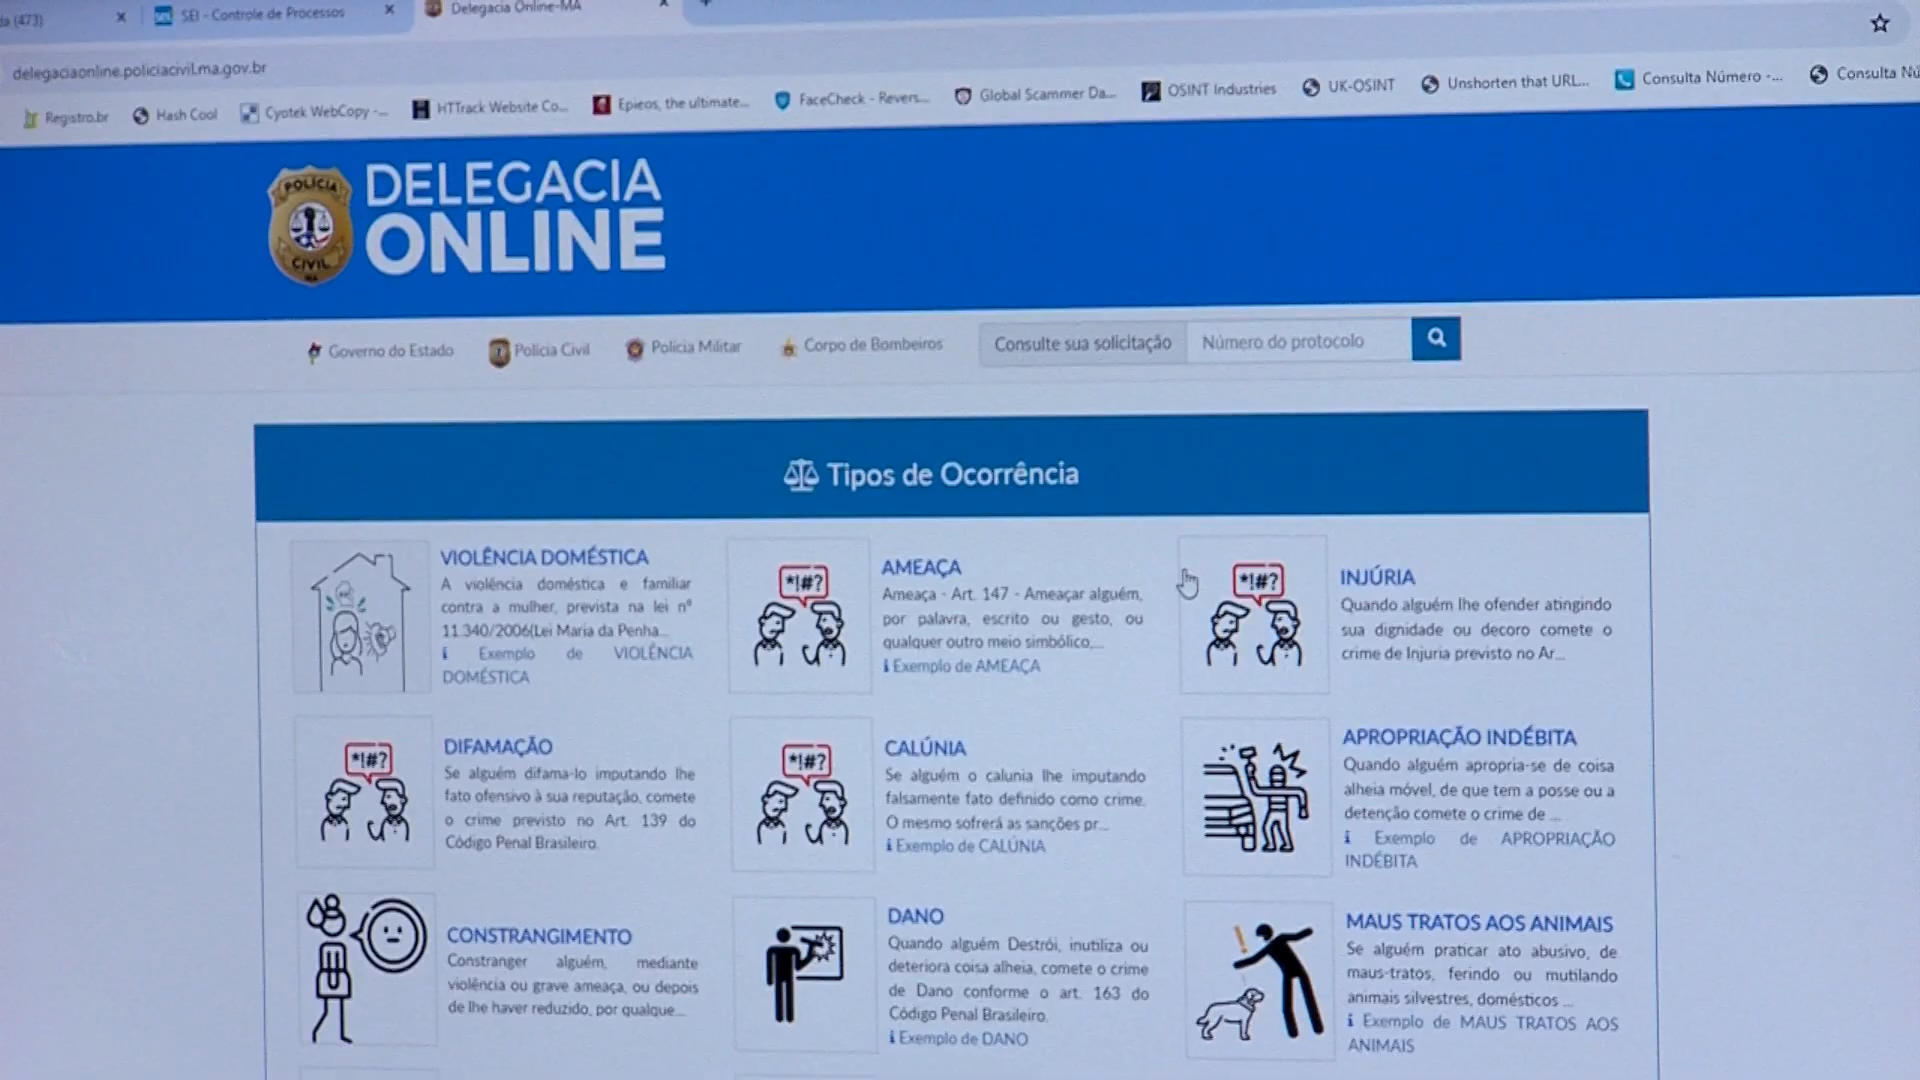 da (473)
SEI - Controle de Processos
Delegacia Online-MA
delegaciaonline.policiacivil.ma.gov.br
Registro.br
Hash Cool
Cyotek WebCopy -...
HTTrack Website Co...
Epieos, the ultimate...
FaceCheck - Revers...
Global Scammer Da...
OSINT Industries
UK-OSINT
Unshorten that URL...
Consulta Número -...
Consulta Nú
POLÍCIA
CIVIL
MA
DELEGACIA
ONLINE
Governo do Estado
Polícia Civil
Polícia Militar
Corpo de Bombeiros
Consulte sua solicitação
Número do protocolo
Tipos de Ocorrência
VIOLÊNCIA DOMÉSTICA
A violência doméstica e familiar
contra a mulher, prevista na lei nº
11.340/2006(Lei Maria da Penha...
i Exemplo de VIOLÊNCIA
DOMÉSTICA
*!#?
AMEAÇA
Ameaça - Art. 147 - Ameaçar alguém,
por palavra, escrito ou gesto, ou
qualquer outro meio simbólico,...
i Exemplo de AMEAÇA
*!#?
INJÚRIA
Quando alguém lhe ofender atingindo
sua dignidade ou decoro comete o
crime de Injuria previsto no Ar...
*!#?
DIFAMAÇÃO
Se alguém difama-lo imputando lhe
fato ofensivo à sua reputação, comete
o crime previsto no Art. 139 do
Código Penal Brasileiro.
*!#?
CALÚNIA
Se alguém o calunia lhe imputando
falsamente fato definido como crime.
O mesmo sofrerá as sanções pr...
i Exemplo de CALÚNIA
APROPRIAÇÃO INDÉBITA
Quando alguém apropria-se de coisa
alheia móvel, de que tem a posse ou a
detenção comete o crime de ...
i Exemplo de APROPRIAÇÃO
INDÉBITA
CONSTRANGIMENTO
Constranger alguém, mediante
violência ou grave ameaça, ou depois
de lhe haver reduzido, por qualque...
DANO
Quando alguém Destrói, inutiliza ou
deteriora coisa alheia, comete o crime
de Dano conforme o art. 163 do
Código Penal Brasileiro.
i Exemplo de DANO
MAUS TRATOS AOS ANIMAIS
Se alguém praticar ato abusivo, de
maus-tratos, ferindo ou mutilando
animais silvestres, domésticos ...
i Exemplo de MAUS TRATOS AOS
ANIMAIS